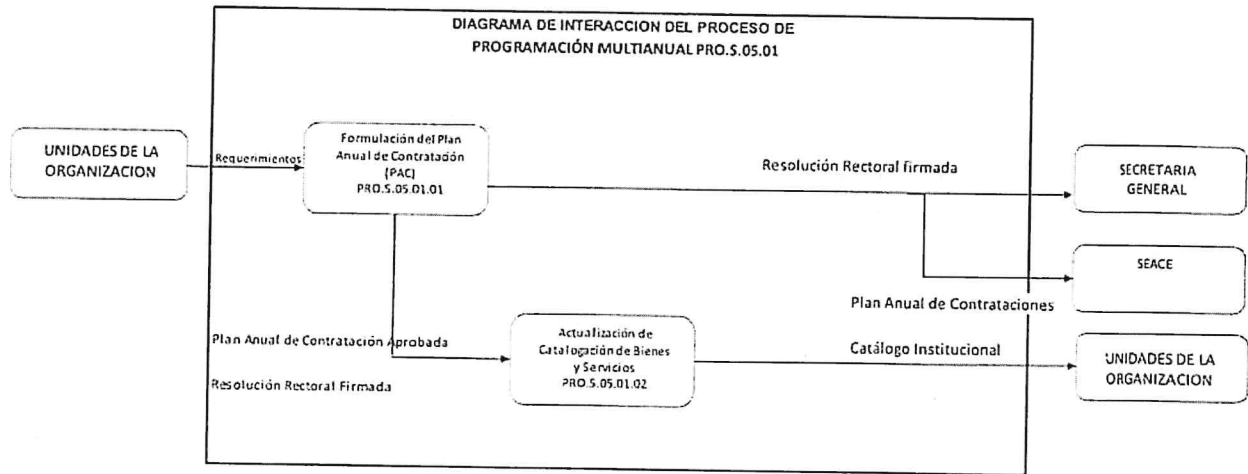 DIAGRAMA DE INTERACCION DEL PROCESO DE
PROGRAMACIÓN MULTIANUAL PRO.S.05.01
UNIDADES DE LA
ORGANIZACION
Requerimientos
Formulación del Plan
Anual de Contratación
(PAC)
PRO.S.05.01.01
Resolución Rectoral firmada
SECRETARIA
GENERAL
SEACE
Plan Anual de Contrataciones
Plan Anual de Contratación Aprobada
Resolución Rectoral Firmada
Actualización de
Catalogación de Bienes
y Servicios
PRO.S.05.01.02
Catálogo Institucional
UNIDADES DE LA
ORGANIZACION